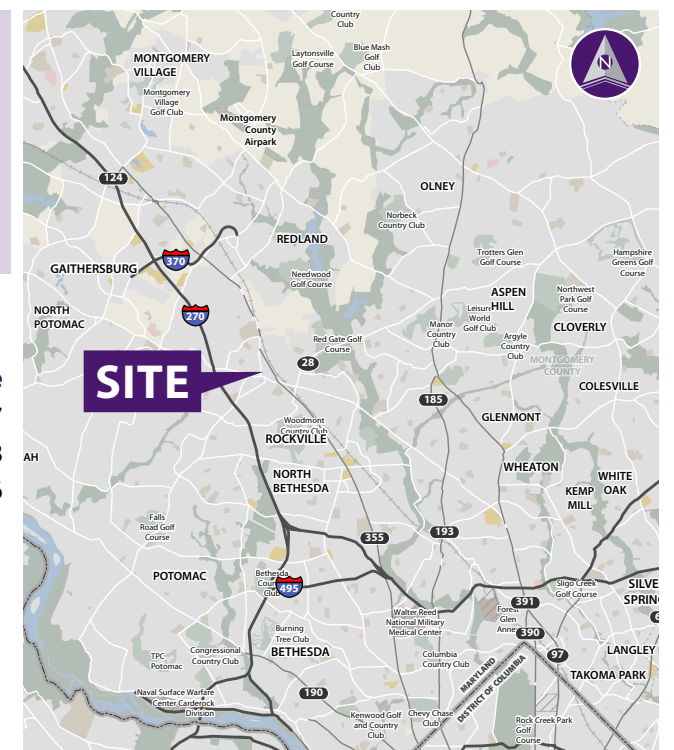 Country
Club
MONTGOMERY
VILLAGE
Laytonsville
Golf Course
Blue Mash
Golf
Club
N
Montgomery
Village
Golf Club
Montgomery
County
Airpark
124
OLNEY
Norbeck
Country Club
REDLAND
370
GAITHERSBURG
Needwood
Golf Course
Trotters Glen
Golf Course
Hampshire
Greens Golf
Course
NORTH
POTOMAC
270
ASPEN
HILL
Leisure
World
Golf Club
Northwest
Park Golf
Course
CLOVERLY
Manor
Country
Club
Argyle
Country
Club
Red Gate Golf
Course
28
MONTGOMERY
COUNTY
SITE
COLESVILLE
185
GLENMONT
Woodmont
Country Club
ROCKVILLE
AH
NORTH
BETHESDA
WHEATON
KEMP
MILL
WHITE
OAK
Falls
Road Golf
Course
355
193
POTOMAC
Bethesda
Club
495
Sligo Creek
Golf Course
SILVE
SPRIN
391
Walter Reed
National Military
Medical Center
Forest
Glen
Anne
390
Burning
Tree Club
BETHESDA
TPC
Potomac
Congressional
Country Club
Columbia
Country Club
97
LANGLEY
TAKOMA PARK
MARYLAND
DISTRICT OF COLUMBIA
190
Naval Surface Warfare
Center Carderock
Division
Kenwood Golf
and Country
Club
Chevy Chase
Club
Rock Creek Park
Golf
Course